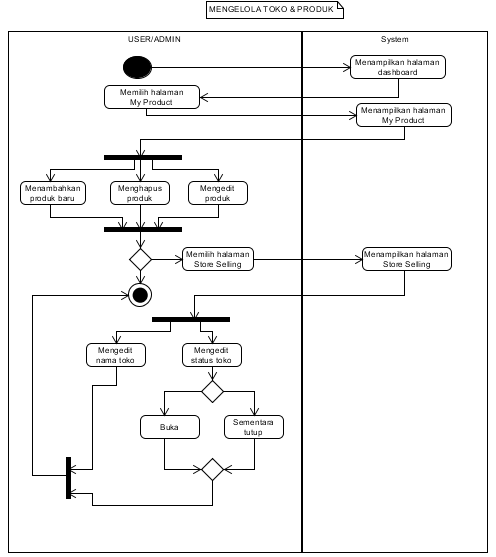 MENGELOLA TOKO & PRODUK
USER/ADMIN
System
Menampilkan halaman
dashboard
Memilih halaman
My Product
Menampilkan halaman
My Product
Menambahkan
produk baru
Menghapus
produk
Mengedit
produk
Memilih halaman
Store Selling
Menampilkan halaman
Store Selling
Mengedit
nama toko
Mengedit
status toko
Buka
Sementara
tutup